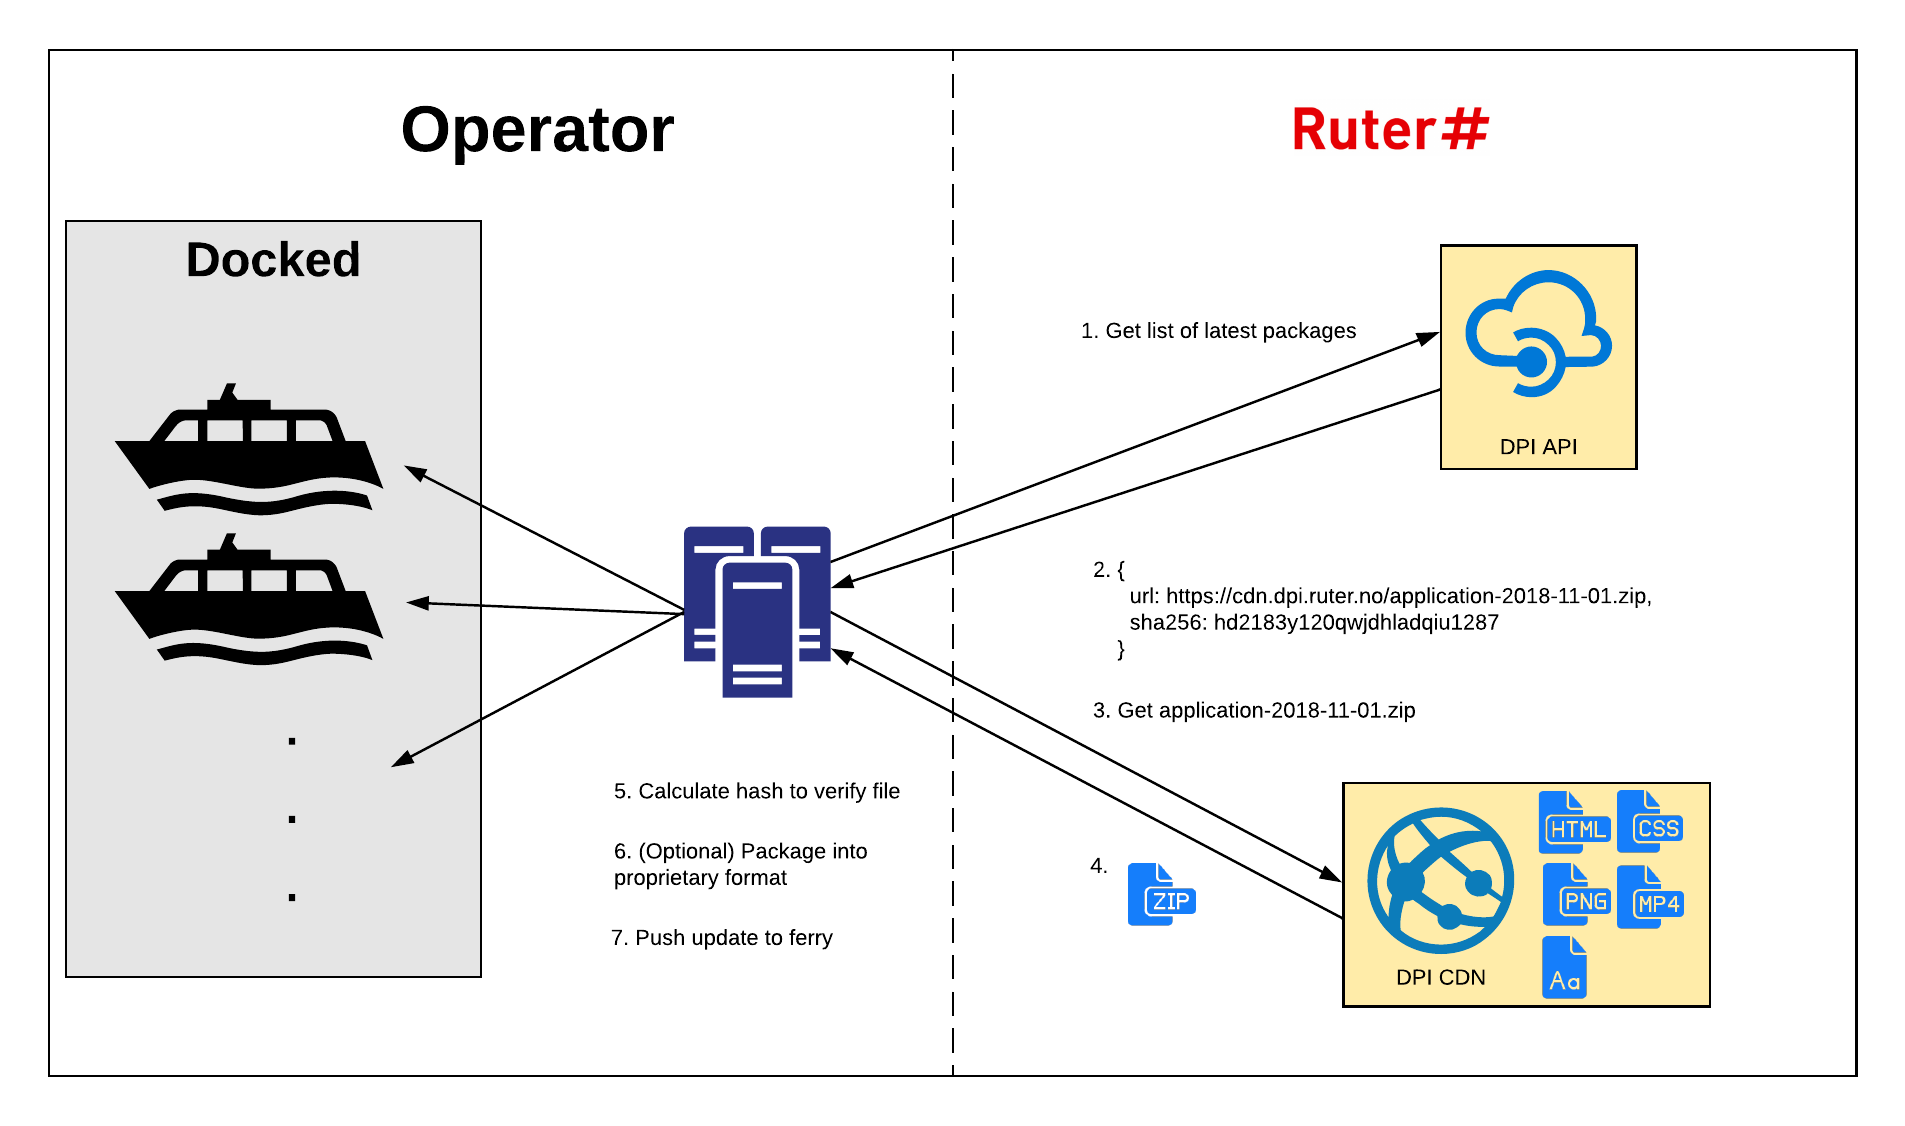 Operator
Ruter#
Docked
1. Get list of latest packages
DPI API
2. {
url: https://cdn.dpi.ruter.no/application-2018-11-01.zip,
sha256: hd2183y120qwjdhladqiu1287
}
3. Get application-2018-11-01.zip
5. Calculate hash to verify file
6. (Optional) Package into
proprietary format
7. Push update to ferry
4.
ZIP
HTML
CSS
PNG
MP4
Aa
DPI CDN